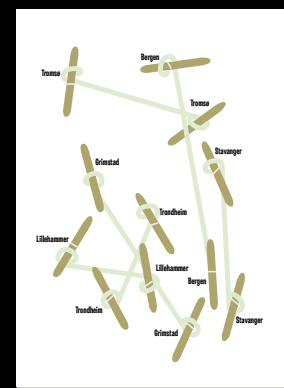 Bergen
Tromsø
Tromsø
Stavanger
Grimstad
Trondheim
Lillehammer
Lillehammer
Bergen
Trondheim
Stavanger
Grimstad